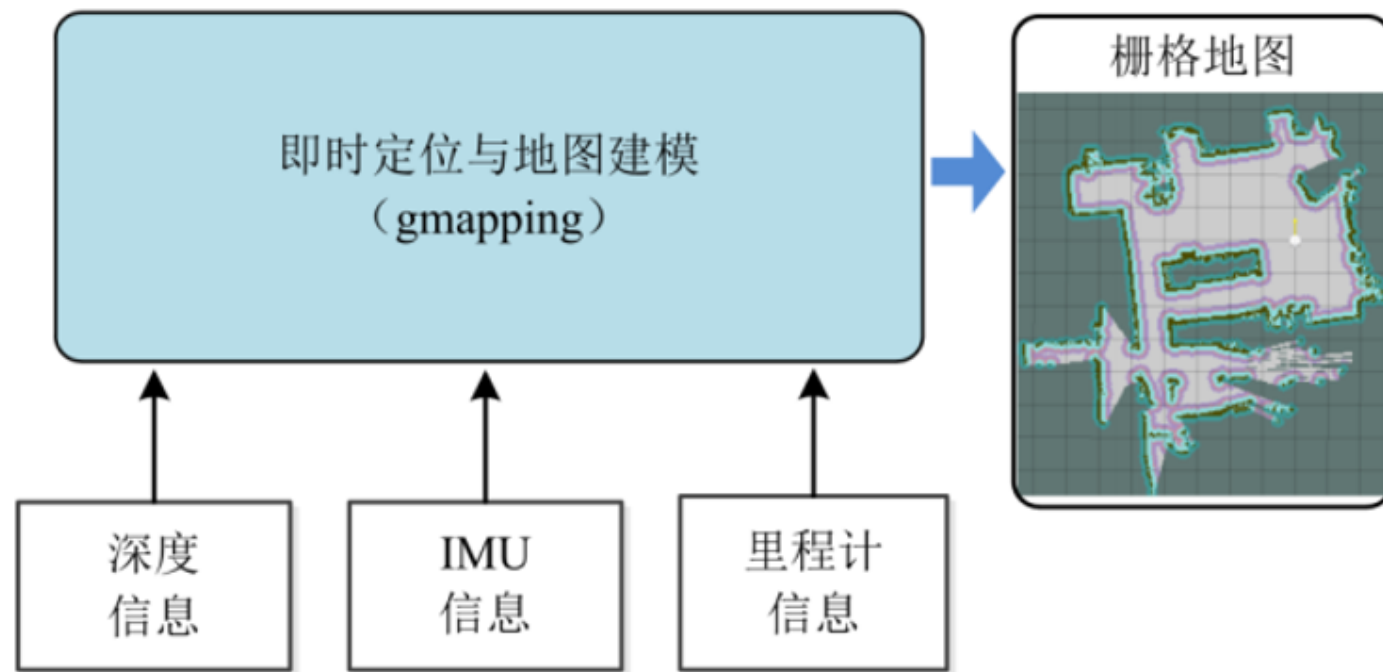 即时定位与地图建模
（gmapping）
栅格地图
深度
信息
IMU
信息
里程计
信息